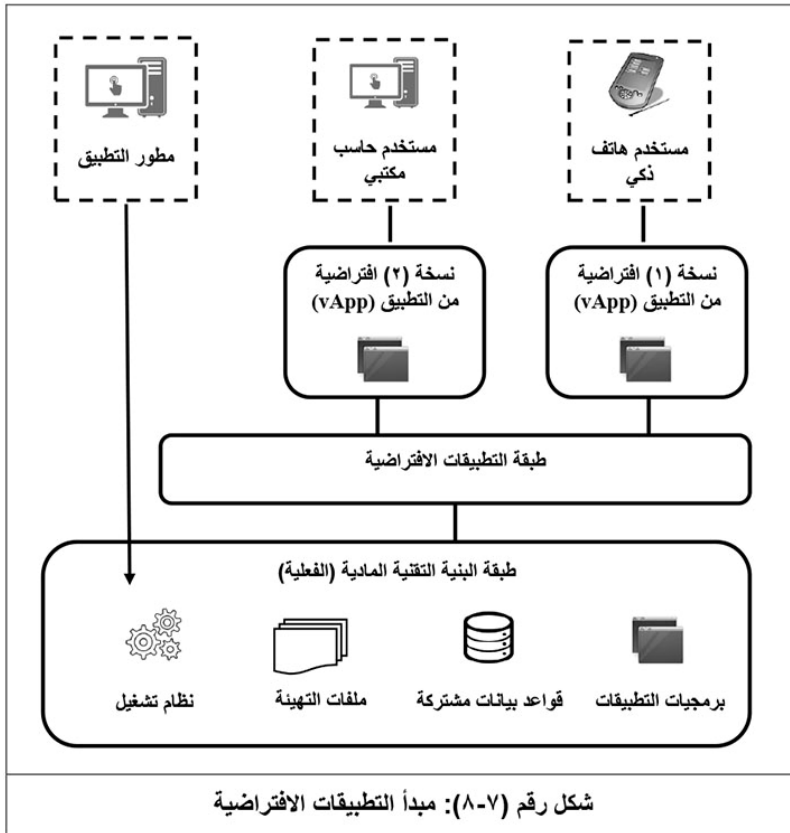 مستخدم هاتف
ذكي
مستخدم حاسب
مكتبي
مطور التطبيق
نسخة (١) افتراضية
من التطبيق (vApp)
نسخة (٢) افتراضية
من التطبيق (vApp)
طبقة التطبيقات الافتراضية
طبقة البنية التقنية المادية (الفعلية)
برمجيات التطبيقات
قواعد بيانات مشتركة
ملفات التهيئة
نظام تشغيل
شكل رقم (٧-٨): مبدأ التطبيقات الافتراضية